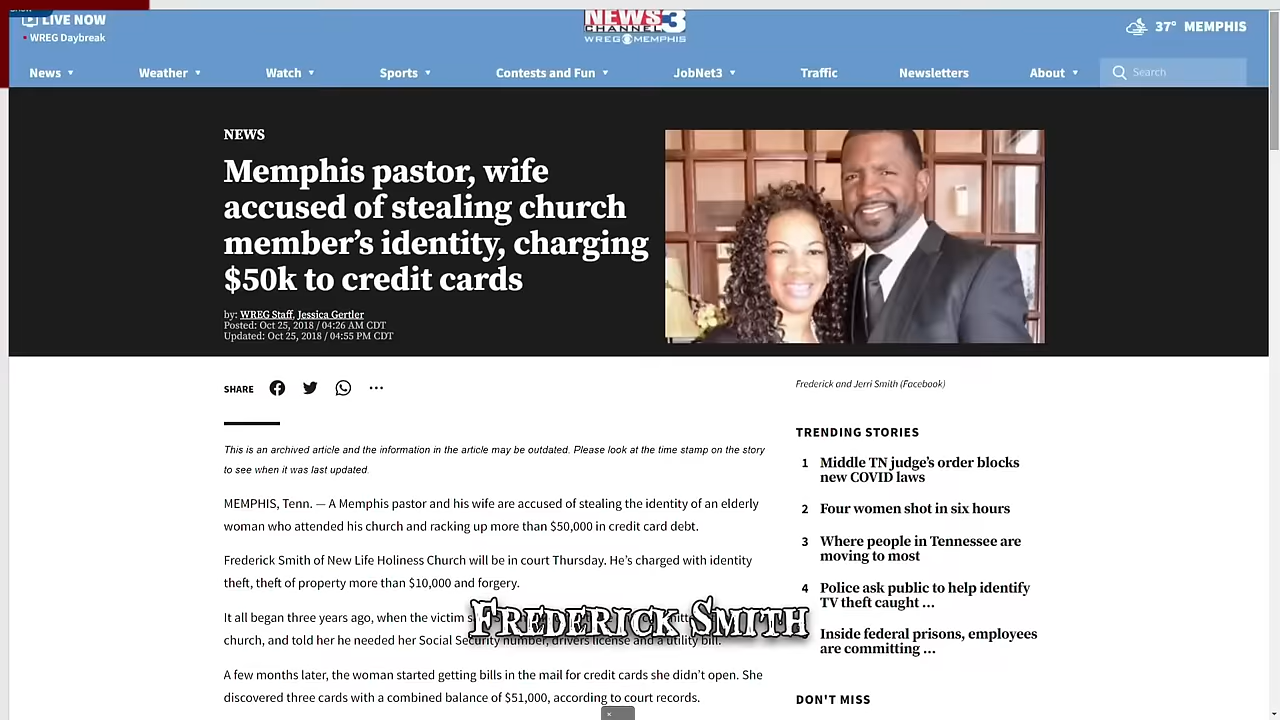 LIVE NOW
• WREG Daybreak
NEWS 3
CHANNEL
WREG MEMPHIS
37° MEMPHIS
News
Weather
Watch
Sports
Contests and Fun
JobNet3
Traffic
Newsletters
About
Search
NEWS
Memphis pastor, wife
accused of stealing church
member's identity, charging
$50k to credit cards
by: WREG Staff, Jessica Gertler
Posted: Oct 25, 2018 / 04:26 AM CDT
Updated: Oct 25, 2018 / 04:55 PM CDT
SHARE
This is an archived article and the information in the article may be outdated. Please look at the time stamp on the story
to see when it was last updated.
MEMPHIS, Tenn. — A Memphis pastor and his wife are accused of stealing the identity of an elderly
woman who attended his church and racking up more than $50,000 in credit card debt.
Frederick Smith of New Life Holiness Church will be in court Thursday. He's charged with identity
theft, theft of property more than $10,000 and forgery.
It all began three years ago, when the victim
church, and told her he needed her Social Security number, drivers license and a utility bill.
Frederick Smith
A few months later, the woman started getting bills in the mail for credit cards she didn't open. She
discovered three cards with a combined balance of $51,000, according to court records.
Frederick and Jerri Smith (Facebook)
TRENDING STORIES
1 Middle TN judge's order blocks
new COVID laws
2 Four women shot in six hours
3 Where people in Tennessee are
moving to most
4 Police ask public to help identify
TV theft caught ...
5 Inside federal prisons, employees
are committing ...
DON'T MISS